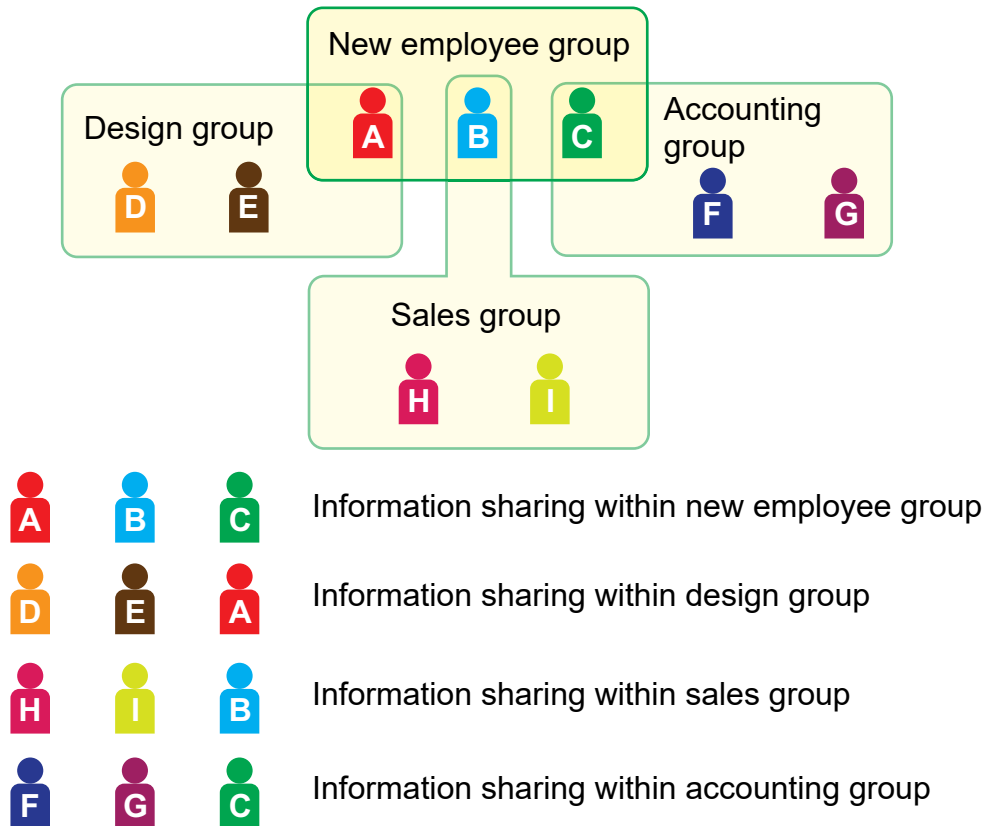 New employee group
A
B
C
Design group
D
E
Accounting
group
F
G
Sales group
H
I
A B C Information sharing within new employee group
D E A Information sharing within design group
H I B Information sharing within sales group
F G C Information sharing within accounting group